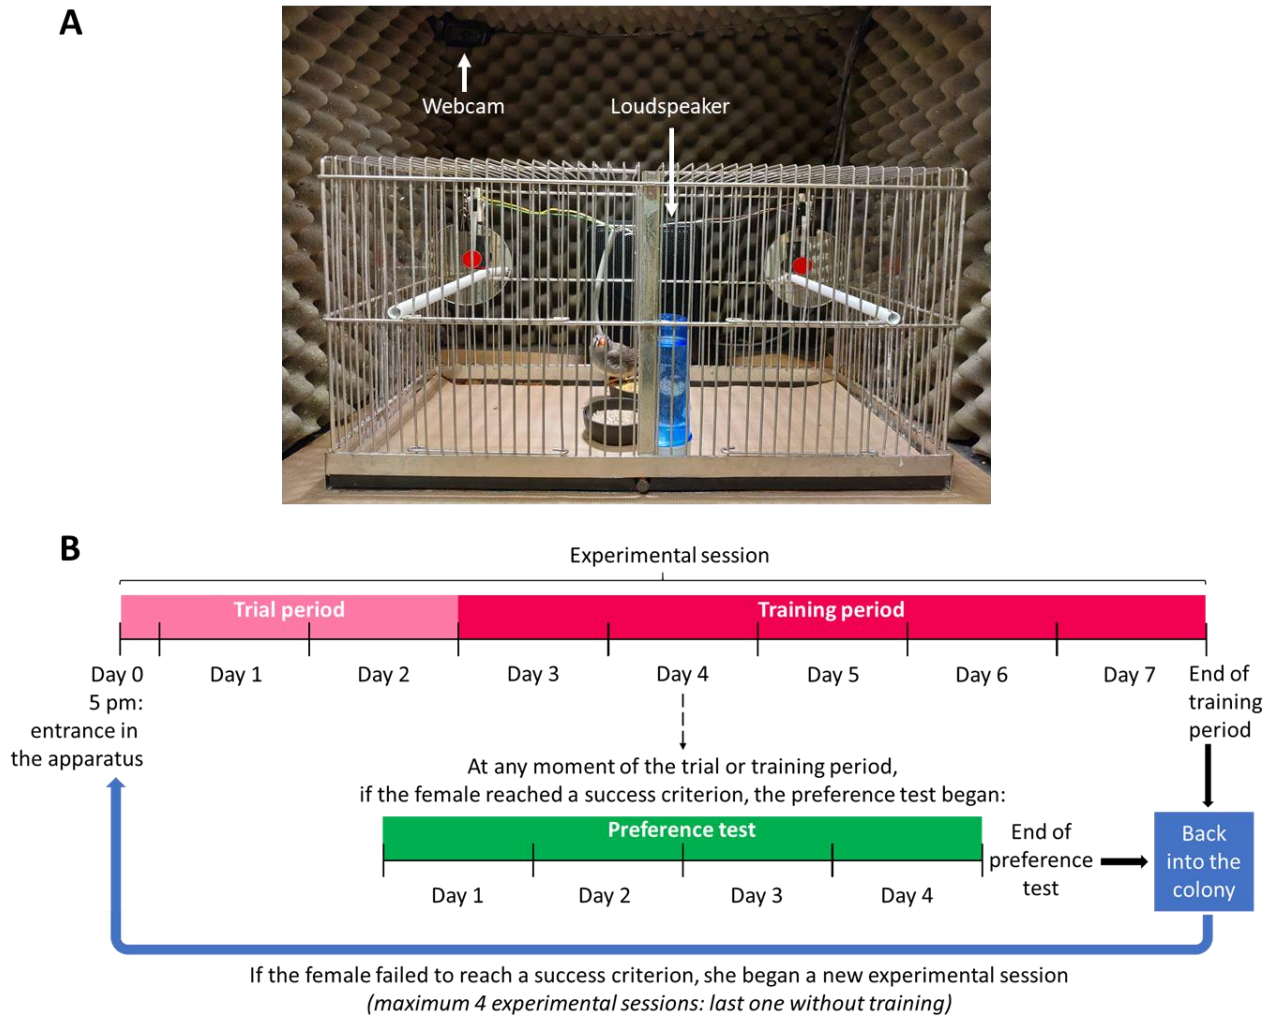 A
Webcam
Loudspeaker
B
Experimental session
Trial period
Training period
Day 0
Day 1
Day 2
Day 3
Day 4
Day 5
Day 6
Day 7
5 pm:
entrance in
the apparatus
End of
training
period
At any moment of the trial or training period,
if the female reached a success criterion, the preference test began:
Preference test
Day 1
Day 2
Day 3
Day 4
End of
preference
test
Back
into the
colony
If the female failed to reach a success criterion, she began a new experimental session
(maximum 4 experimental sessions: last one without training)